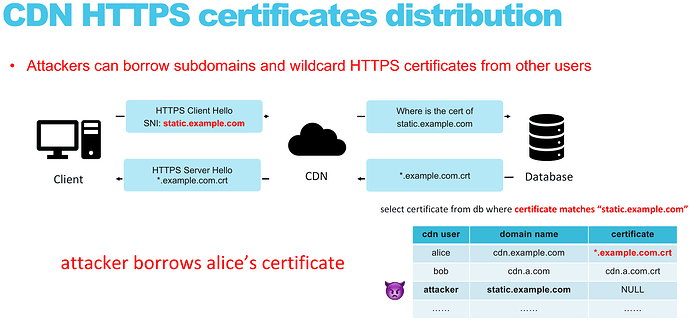 CDN HTTPS certificates distribution
• Attackers can borrow subdomains and wildcard HTTPS certificates from other users
HTTPS Client Hello
SNI: static.example.com
Where is the cert of
static.example.com
HTTPS Server Hello
*.example.com.crt
*.example.com.crt
Client
CDN
Database
select certificate from db where certificate matches “static.example.com”
attacker borrows alice’s certificate
cdn user domain name certificate
alice cdn.example.com *.example.com.crt
bob cdn.a.com cdn.a.com.crt
attacker static.example.com NULL
…… …… ……